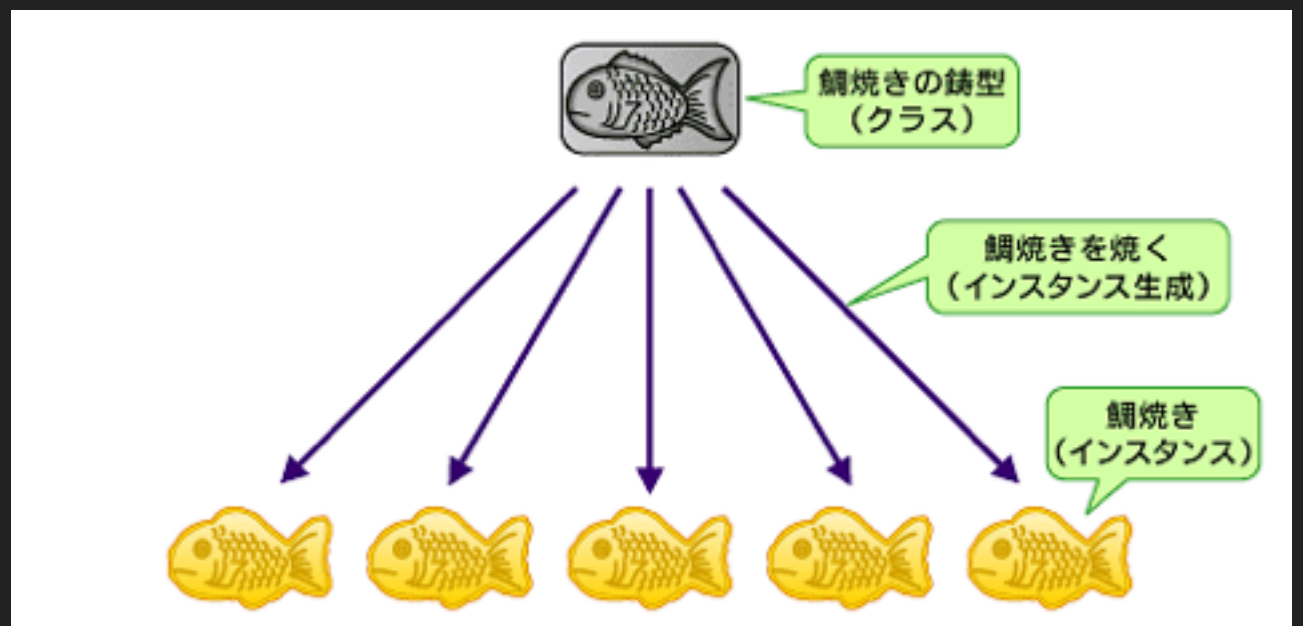 鯛焼きの鋳型
（クラス）
鯛焼きを焼く
（インスタンス生成）
鯛焼き
（インスタンス）